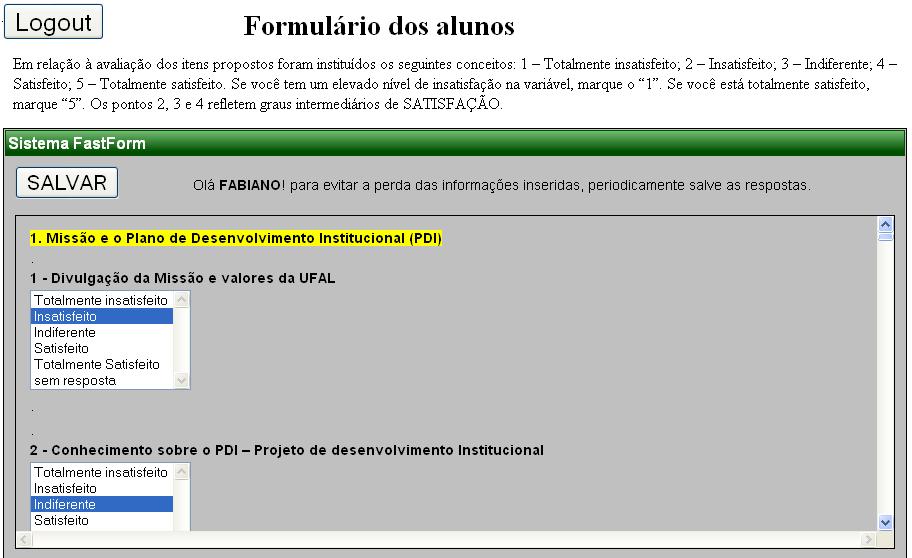 Logout
Formulário dos alunos
Em relação à avaliação dos itens propostos foram instituídos os seguintes conceitos: 1 – Totalmente insatisfeito; 2 – Insatisfeito; 3 – Indiferente; 4 –
Satisfeito; 5 – Totalmente satisfeito. Se você tem um elevado nível de insatisfação na variável, marque o “1”. Se você está totalmente satisfeito,
marque “5”. Os pontos 2, 3 e 4 refletem graus intermediários de SATISFAÇÃO.
Sistema FastForm
SALVAR
Olá FABIANO! para evitar a perda das informações inseridas, periodicamente salve as respostas.
1. Missão e o Plano de Desenvolvimento Institucional (PDI)
.
1 - Divulgação da Missão e valores da UFAL
Totalmente insatisfeito
Insatisfeito
Indiferente
Satisfeito
Totalmente Satisfeito
sem resposta
.
.
2 - Conhecimento sobre o PDI – Projeto de desenvolvimento Institucional
Totalmente insatisfeito
Insatisfeito
Indiferente
Satisfeito